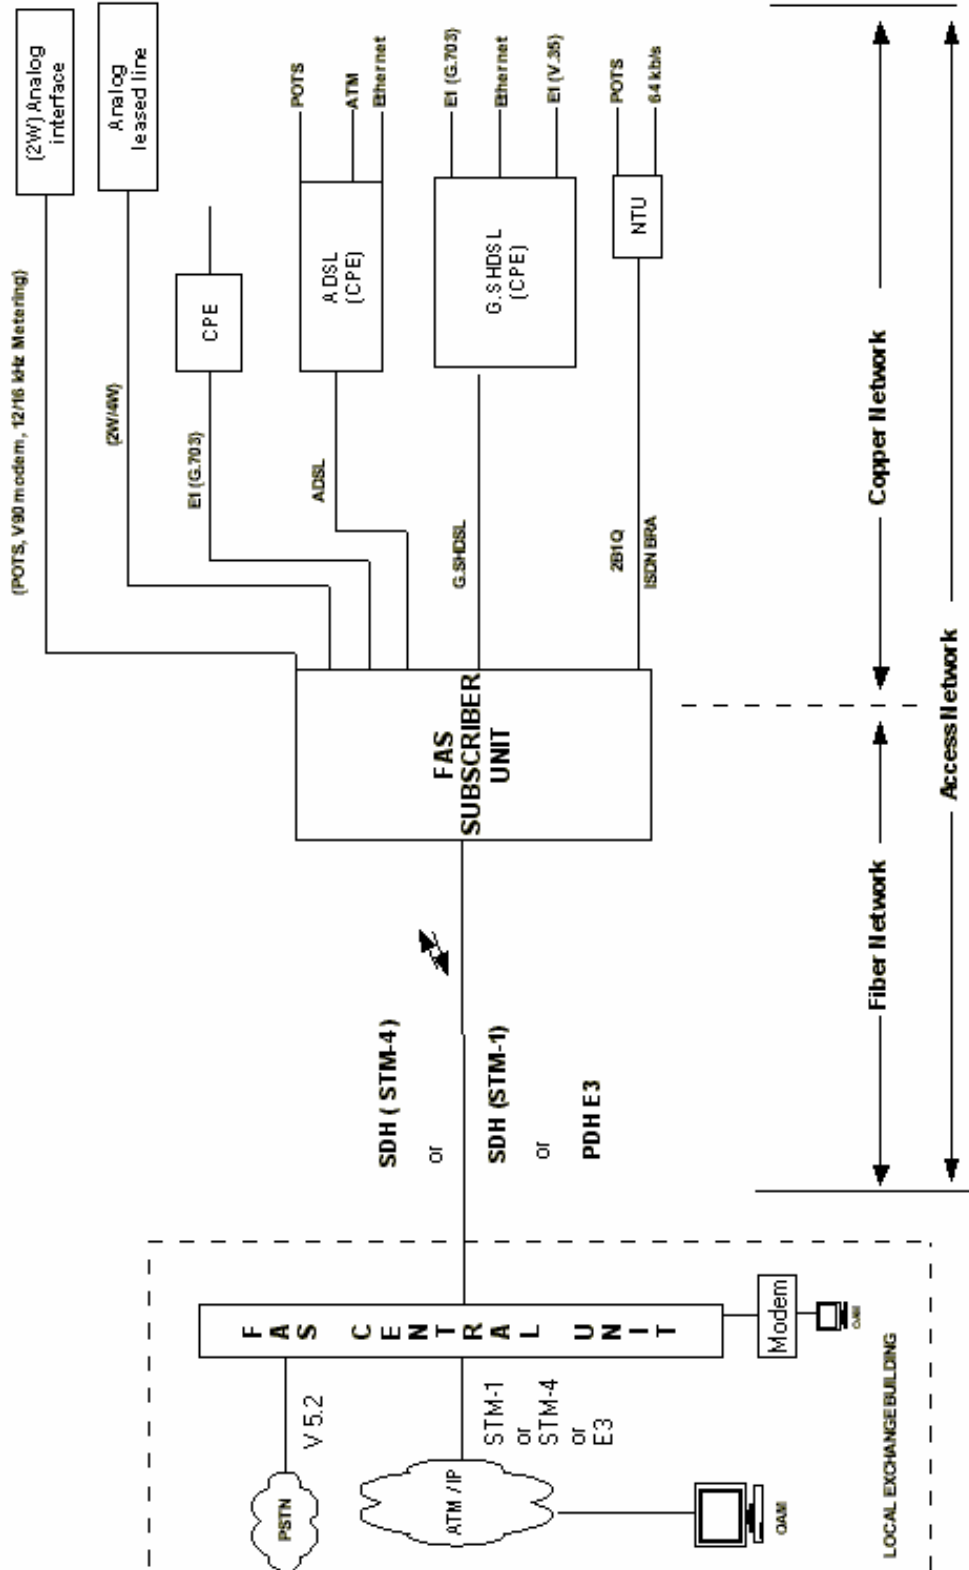 (2W) Analog
interface
Analog
leased line
(POTS, V90 modem, 12/16 kHz Metering)
(2W/4W)
E1 (G.703)
CPE
ADSL
ADSL
(CPE)
POTS
ATM
Ethernet
G.SHDSL
G.SHDSL
(CPE)
E1 (G.703)
Ethernet
E1 (V.35)
2B1Q
ISDN BRA
NTU
POTS
64 kb/s
FAS
SUBSCRIBER
UNIT
SDH ( STM-4 )
or
SDH (STM-1)
or
PDH E3
FAS CENTRAL UNIT
PSTN
V 5.2
ATM / IP
STM-1
or
STM-4
or
E3
Modem
OAM
OAM
LOCAL EXCHANGE BUILDING
Fiber Network
Copper Network
Access Network